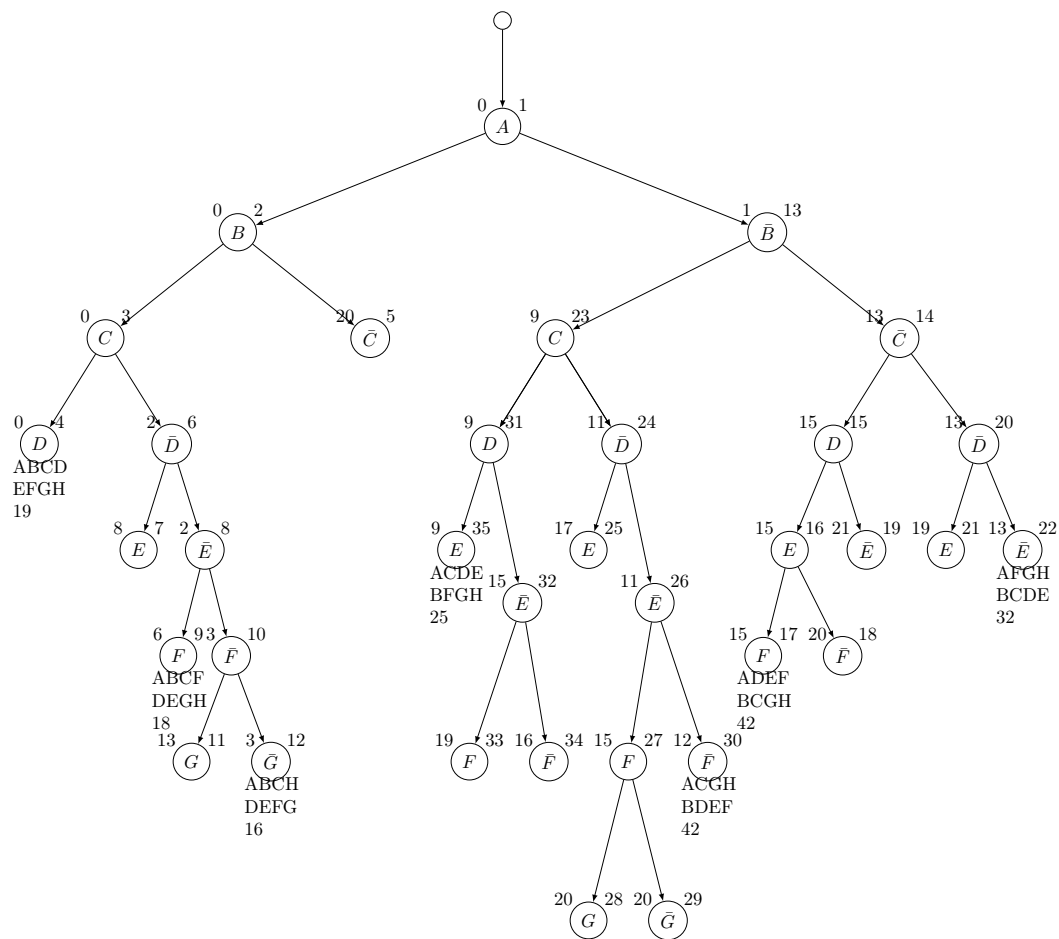 0 1
A
0 2
B
1 13
B̄
0 3
C
20 5
C̄
9 23
C
13 14
C̄
0 4
D
ABCD
EFGH
19
2 6
D̄
9 31
D
11 24
D̄
15 15
D
13 20
D̄
8 7
E
2 8
Ē
9 35
E
ACDE
BFGH
25
17 25
E
15 16
E
21 19
Ē
19 21
E
13 22
Ē
AFGH
BCDE
32
15 32
Ē
11 26
Ē
6 9
F
ABCF
DEGH
18
3 10
F̄
15 17
F
ADEF
BCGH
42
20 18
F̄
13 11
G
3 12
Ḡ
ABCH
DEFG
16
19 33
F
16 34
F̄
15 27
F
12 30
F̄
ACGH
BDEF
42
20 28
G
20 29
Ḡ